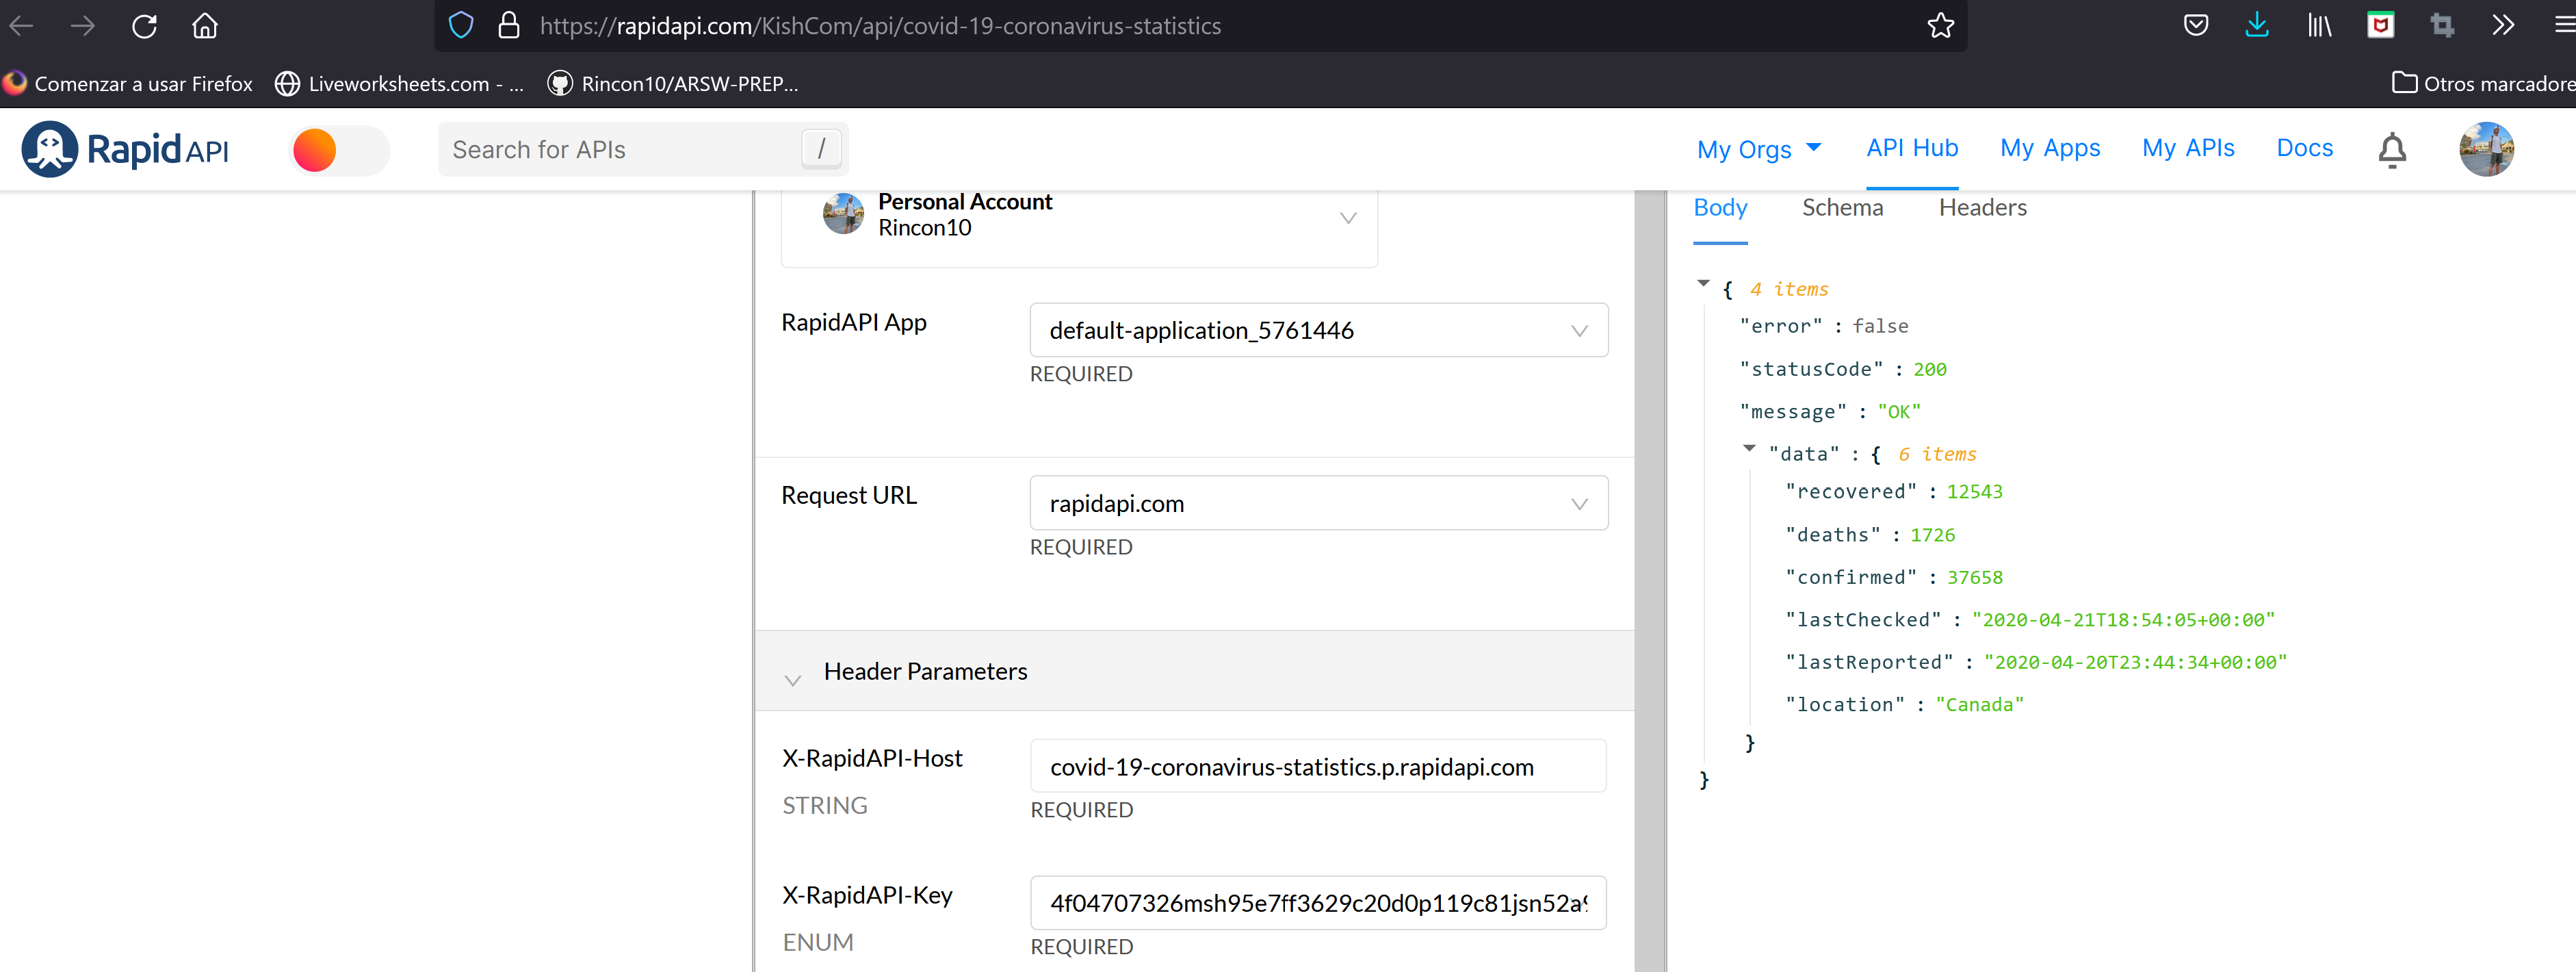 https://rapidapi.com/KishCom/api/covid-19-coronavirus-statistics
Comenzar a usar Firefox
Liveworksheets.com - ...
Rincon10/ARSW-PREP...
Otros marcadore
Rapid API
Search for APIs
/
My Orgs
API Hub
My Apps
My APIs
Docs
Personal Account
Rincon10
RapidAPI App
default-application_5761446
REQUIRED
Request URL
rapidapi.com
REQUIRED
Header Parameters
X-RapidAPI-Host
STRING
covid-19-coronavirus-statistics.p.rapidapi.com
REQUIRED
X-RapidAPI-Key
ENUM
4f04707326msh95e7ff3629c20d0p119c81jsn52a9
REQUIRED
Body
Schema
Headers
{ 4 items
"error" : false
"statusCode" : 200
"message" : "OK"
"data" : { 6 items
"recovered" : 12543
"deaths" : 1726
"confirmed" : 37658
"lastChecked" : "2020-04-21T18:54:05+00:00"
"lastReported" : "2020-04-20T23:44:34+00:00"
"location" : "Canada"
}
}